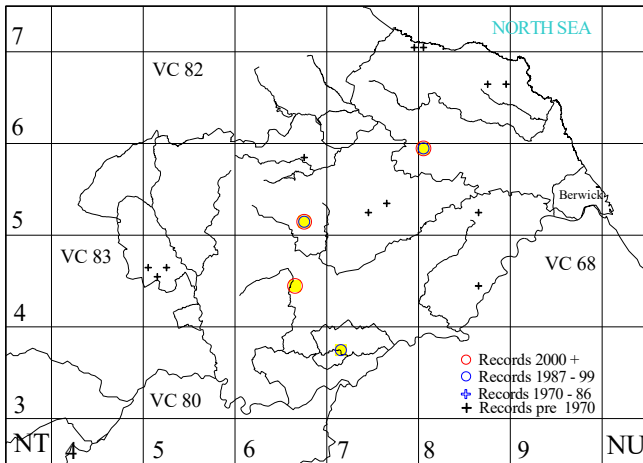 7
NORTH SEA
VC 82
6
Berwick
5
VC 83
VC 68
4
Records 2000 +
Records 1987 - 99
Records 1970 - 86
VC 80
Records pre 1970
3
NT 4 5 6 7 8 9 NU